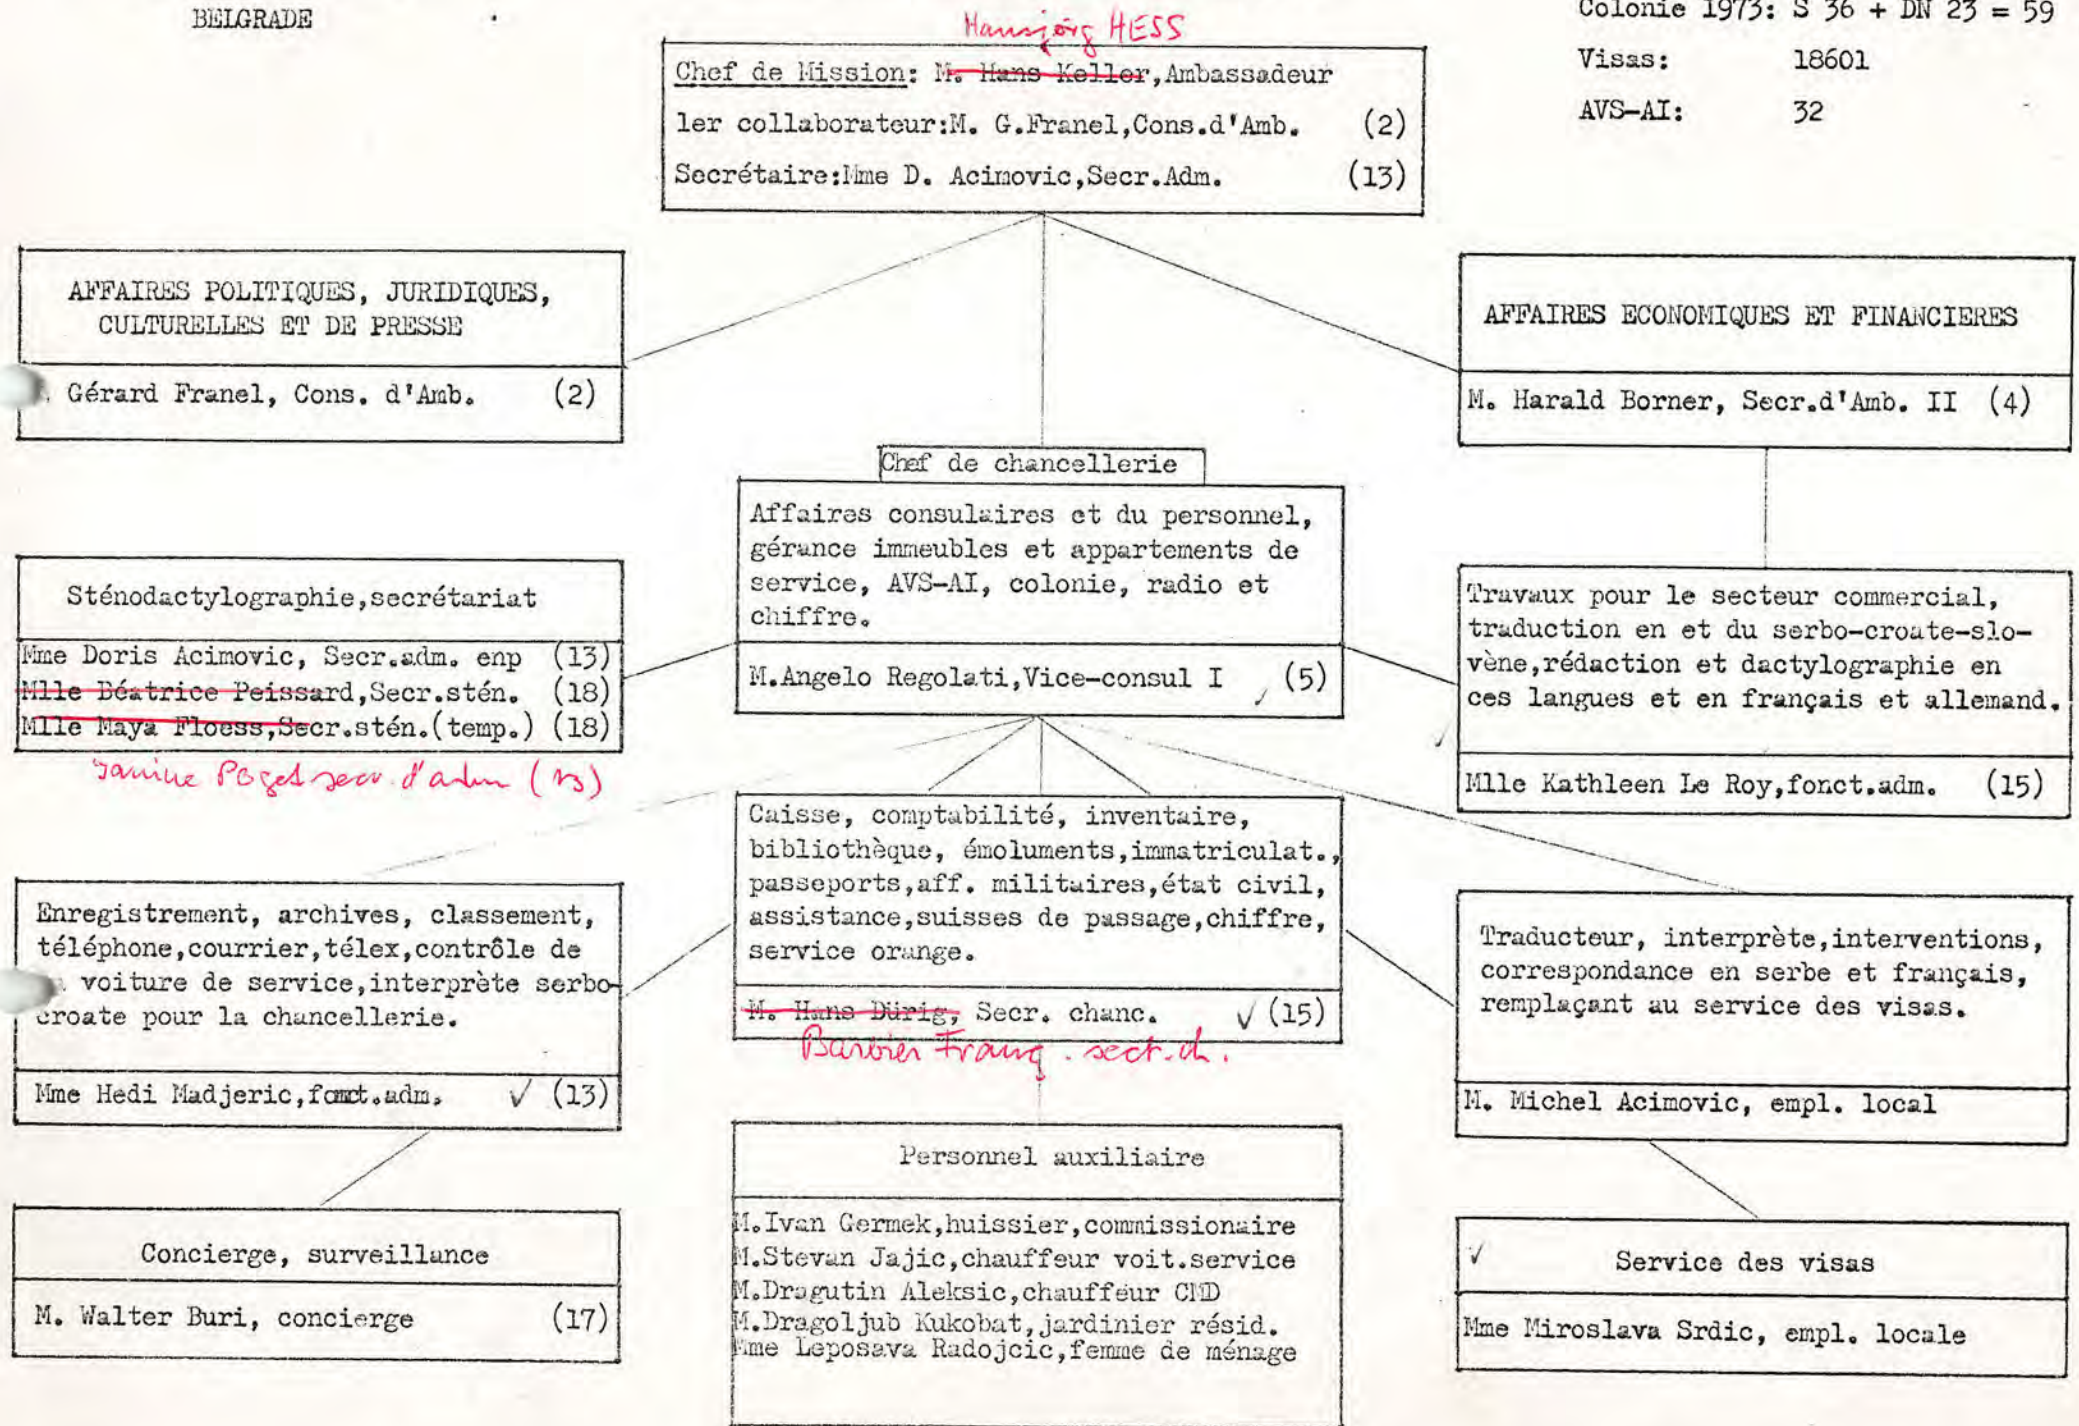 BELGRADE
Colonie 1973: S 36 + DN 23 = 59
Visas: 18601
AVS-AI: 32
Hansjörg HESS
Chef de Mission: M. Hans Keller,Ambassadeur
1er collaborateur:M. G.Franel,Cons.d'Amb. (2)
Secrétaire:Mme D. Acimovic,Secr.Adm. (13)
AFFAIRES POLITIQUES, JURIDIQUES,
CULTURELLES ET DE PRESSE
Gérard Franel, Cons. d'Amb. (2)
AFFAIRES ECONOMIQUES ET FINANCIERES
M. Harald Borner, Secr.d'Amb. II (4)
Chef de chancellerie
Affaires consulaires et du personnel,
gérance immeubles et appartements de
service, AVS-AI, colonie, radio et
chiffre.
M.Angelo Regolati,Vice-consul I (5)
Sténodactylographie,secrétariat
Mme Doris Acimovic, Secr.adm. enp (13)
Mlle Béatrice Peissard,Secr.stén. (18)
Mlle Maya Floess,Secr.stén.(temp.) (18)
Janine Poget secr. d'adm (13)
Travaux pour le secteur commercial,
traduction en et du serbo-croate-slo-
vène,rédaction et dactylographie en
ces langues et en français et allemand.
Mlle Kathleen Le Roy,fonct.adm. (15)
Caisse, comptabilité, inventaire,
bibliothèque, émoluments,immatriculat.,
passeports,aff. militaires,état civil,
assistance,suisses de passage,chiffre,
service orange.
M. Hans Dürig, Secr. chanc. ✓ (15)
Barbier Franç. secr. ch.
Enregistrement, archives, classement,
téléphone,courrier,télex,contrôle de
voiture de service,interprète serbo-
croate pour la chancellerie.
Mme Hedi Madjeric,fonct.adm. ✓ (13)
Traducteur, interprète,interventions,
correspondance en serbe et français,
remplaçant au service des visas.
M. Michel Acimovic, empl. local
Concierge, surveillance
M. Walter Buri, concierge (17)
Personnel auxiliaire
M.Ivan Germek,huissier,commissionaire
M.Stevan Jajic,chauffeur voit.service
M.Dragutin Aleksic,chauffeur CMD
M.Dragoljub Kukobat,jardinier résid.
Mme Leposava Radojcic,femme de ménage
✓ Service des visas
Mme Miroslava Srdic, empl. locale